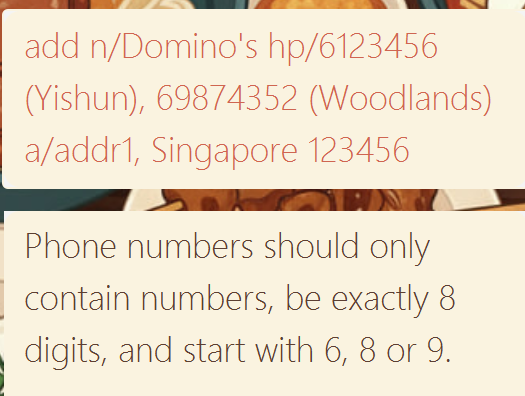 add n/Domino's hp/6123456
(Yishun), 69874352 (Woodlands)
a/addr1, Singapore 123456
Phone numbers should only
contain numbers, be exactly 8
digits, and start with 6, 8 or 9.